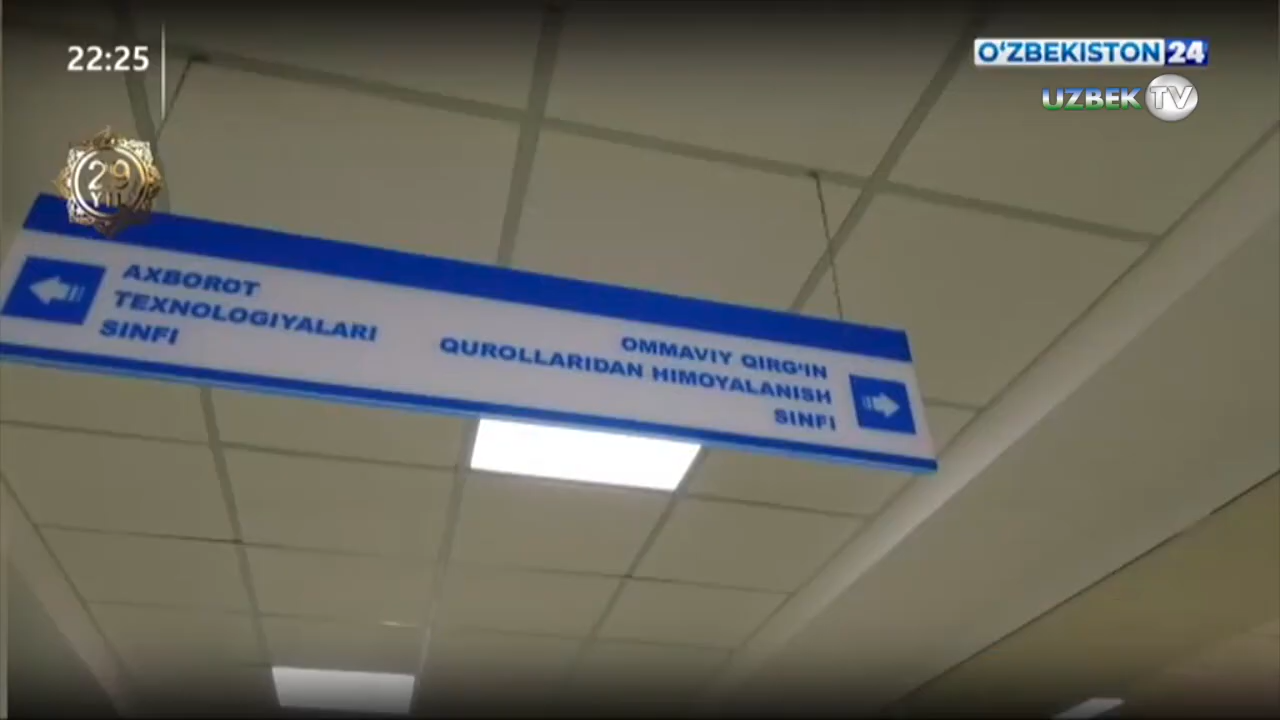 22:25
O‘ZBEKISTON 24
UZBEK TV
29
YIL
AXBOROT
TEXNOLOGIYALARI
SINFI
OMMAVIY QIRG'IN
QUROLLARIDAN HIMOYALANISH
SINFI